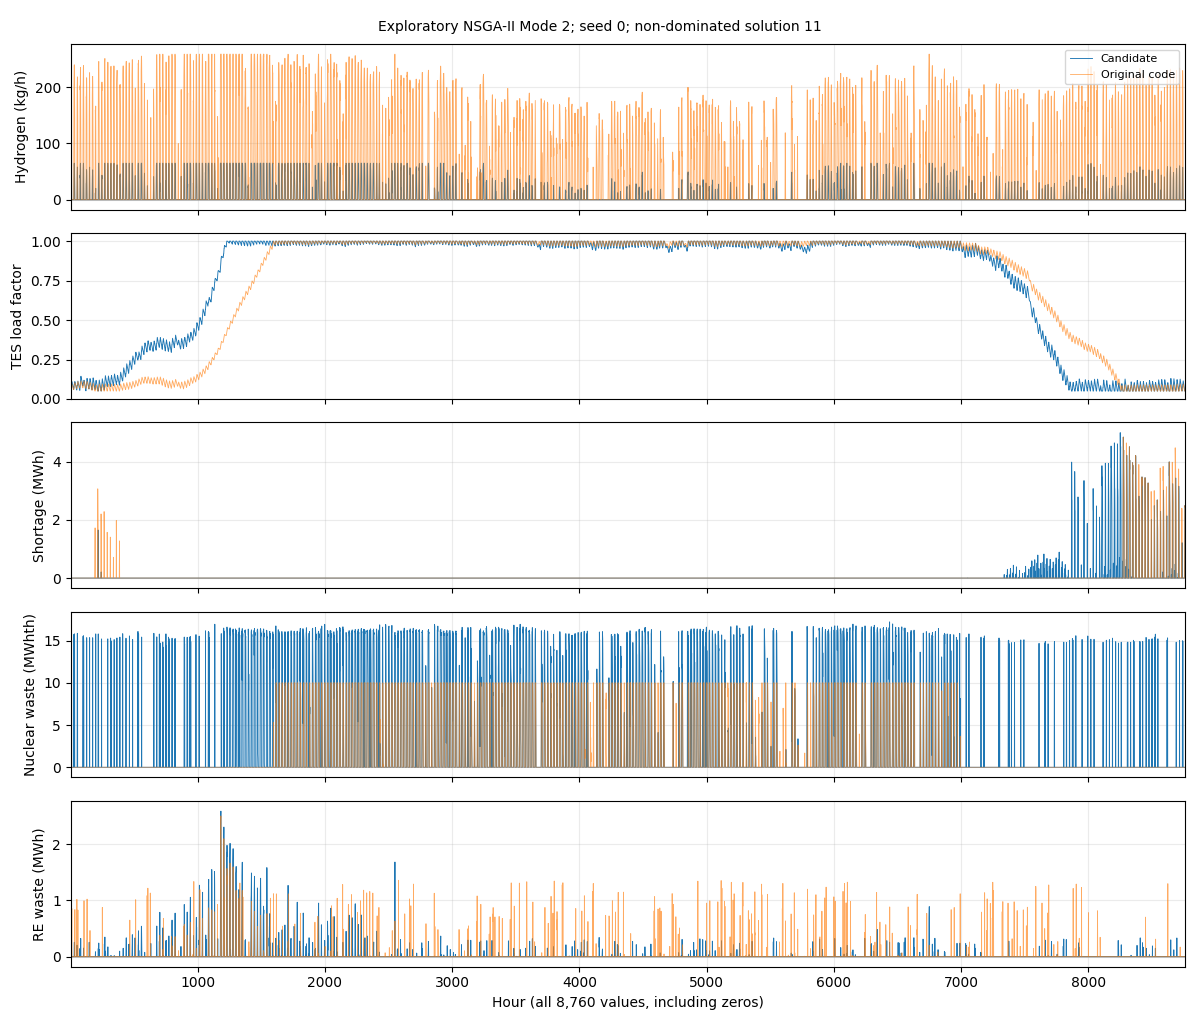 Exploratory NSGA-II Mode 2; seed 0; non-dominated solution 11
Hydrogen (kg/h)
200
100
0
Candidate
Original code
TES load factor
1.00
0.75
0.50
0.25
0.00
Shortage (MWh)
4
2
0
Nuclear waste (MWhth)
15
10
5
0
RE waste (MWh)
2
1
0
1000 2000 3000 4000 5000 6000 7000 8000
Hour (all 8,760 values, including zeros)